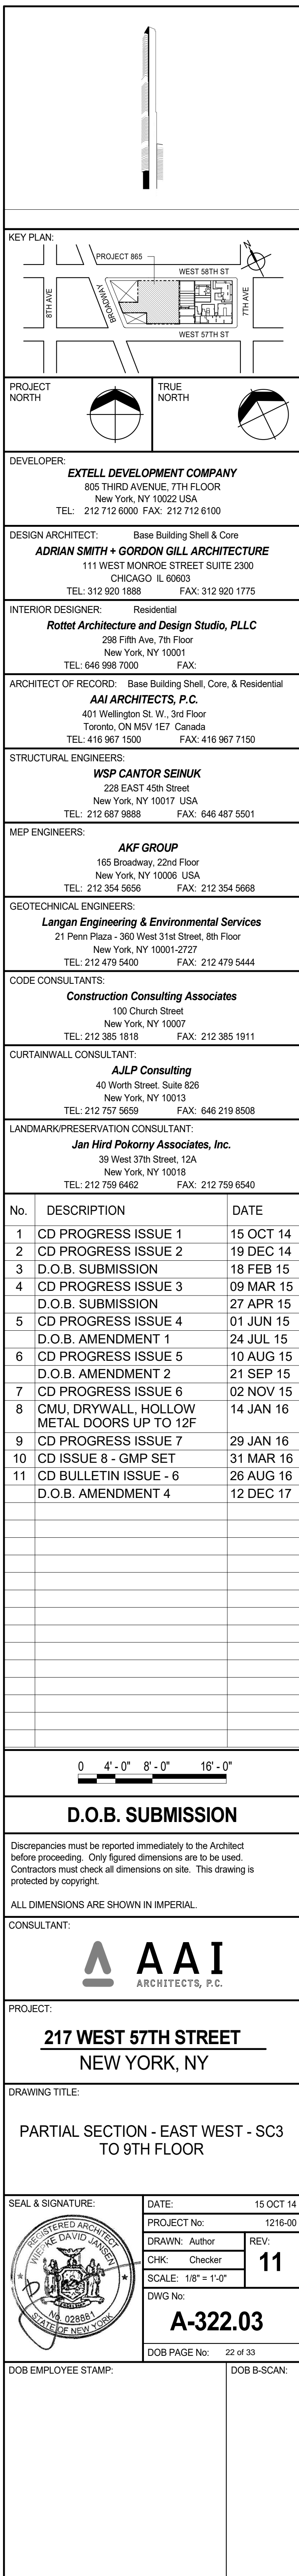 KEY PLAN:
PROJECT 865
WEST 58TH ST
N
8TH AVE
BROADWAY
7TH AVE
WEST 57TH ST
PROJECT
NORTH
TRUE
NORTH
DEVELOPER:
EXTELL DEVELOPMENT COMPANY
805 THIRD AVENUE, 7TH FLOOR
New York, NY 10022 USA
TEL: 212 712 6000 FAX: 212 712 6100
DESIGN ARCHITECT: Base Building Shell & Core
ADRIAN SMITH + GORDON GILL ARCHITECTURE
111 WEST MONROE STREET SUITE 2300
CHICAGO IL 60603
TEL: 312 920 1888 FAX: 312 920 1775
INTERIOR DESIGNER: Residential
Rottet Architecture and Design Studio, PLLC
298 Fifth Ave, 7th Floor
New York, NY 10001
TEL: 646 998 7000 FAX:
ARCHITECT OF RECORD: Base Building Shell, Core, & Residential
AAI ARCHITECTS, P.C.
401 Wellington St. W., 3rd Floor
Toronto, ON M5V 1E7 Canada
TEL: 416 967 1500 FAX: 416 967 7150
STRUCTURAL ENGINEERS:
WSP CANTOR SEINUK
228 EAST 45th Street
New York, NY 10017 USA
TEL: 212 687 9888 FAX: 646 487 5501
MEP ENGINEERS:
AKF GROUP
165 Broadway, 22nd Floor
New York, NY 10006 USA
TEL: 212 354 5656 FAX: 212 354 5668
GEOTECHNICAL ENGINEERS:
Langan Engineering & Environmental Services
21 Penn Plaza - 360 West 31st Street, 8th Floor
New York, NY 10001-2727
TEL: 212 479 5400 FAX: 212 479 5444
CODE CONSULTANTS:
Construction Consulting Associates
100 Church Street
New York, NY 10007
TEL: 212 385 1818 FAX: 212 385 1911
CURTAINWALL CONSULTANT:
AJLP Consulting
40 Worth Street. Suite 826
New York, NY 10013
TEL: 212 757 5659 FAX: 646 219 8508
LANDMARK/PRESERVATION CONSULTANT:
Jan Hird Pokorny Associates, Inc.
39 West 37th Street, 12A
New York, NY 10018
TEL: 212 759 6462 FAX: 212 759 6540
No. DESCRIPTION DATE
1 CD PROGRESS ISSUE 1 15 OCT 14
2 CD PROGRESS ISSUE 2 19 DEC 14
3 D.O.B. SUBMISSION 18 FEB 15
4 CD PROGRESS ISSUE 3 09 MAR 15
D.O.B. SUBMISSION 27 APR 15
5 CD PROGRESS ISSUE 4 01 JUN 15
D.O.B. AMENDMENT 1 24 JUL 15
6 CD PROGRESS ISSUE 5 10 AUG 15
D.O.B. AMENDMENT 2 21 SEP 15
7 CD PROGRESS ISSUE 6 02 NOV 15
8 CMU, DRYWALL, HOLLOW 14 JAN 16
METAL DOORS UP TO 12F
9 CD PROGRESS ISSUE 7 29 JAN 16
10 CD ISSUE 8 - GMP SET 31 MAR 16
11 CD BULLETIN ISSUE - 6 26 AUG 16
D.O.B. AMENDMENT 4 12 DEC 17
0 4' - 0" 8' - 0" 16' - 0"
D.O.B. SUBMISSION
Discrepancies must be reported immediately to the Architect
before proceeding. Only figured dimensions are to be used.
Contractors must check all dimensions on site. This drawing is
protected by copyright.
ALL DIMENSIONS ARE SHOWN IN IMPERIAL.
CONSULTANT:
AAI
ARCHITECTS, P.C.
PROJECT:
217 WEST 57TH STREET
NEW YORK, NY
DRAWING TITLE:
PARTIAL SECTION - EAST WEST - SC3
TO 9TH FLOOR
SEAL & SIGNATURE:
REGISTERED ARCHITECT
DAVID JANSEN
No. 028881
STATE OF NEW YORK
DATE: 15 OCT 14
PROJECT No: 1216-00
DRAWN: Author
CHK: Checker
SCALE: 1/8" = 1'-0"
REV:
11
DWG No:
A-322.03
DOB PAGE No: 22 of 33
DOB EMPLOYEE STAMP:
DOB B-SCAN: